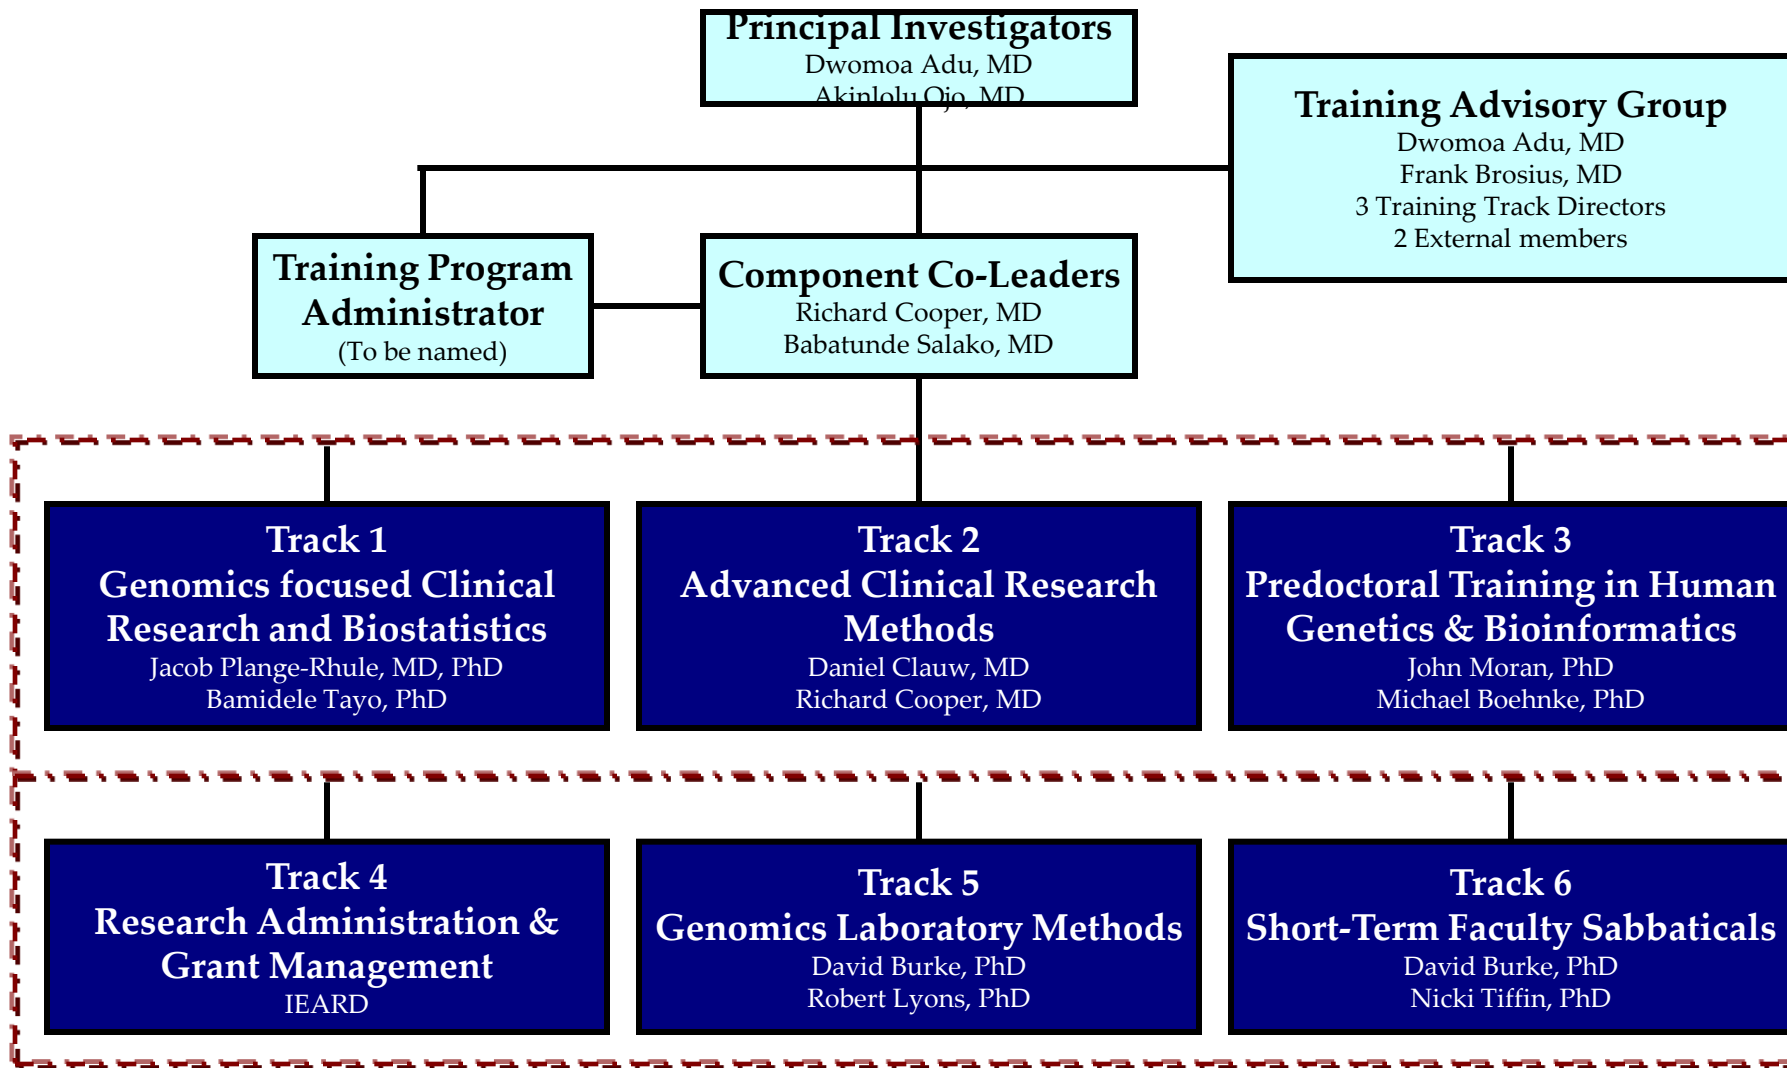 Principal Investigators
Dwomoa Adu, MD
Akinlolu Ojo, MD
Training Advisory Group
Dwomoa Adu, MD
Frank Brosius, MD
3 Training Track Directors
2 External members
Training Program
Administrator
(To be named)
Component Co-Leaders
Richard Cooper, MD
Babatunde Salako, MD
Track 1
Genomics focused Clinical
Research and Biostatistics
Jacob Plange-Rhule, MD, PhD
Bamidele Tayo, PhD
Track 2
Advanced Clinical Research
Methods
Daniel Clauw, MD
Richard Cooper, MD
Track 3
Predoctoral Training in Human
Genetics & Bioinformatics
John Moran, PhD
Michael Boehnke, PhD
Track 4
Research Administration &
Grant Management
IEARD
Track 5
Genomics Laboratory Methods
David Burke, PhD
Robert Lyons, PhD
Track 6
Short-Term Faculty Sabbaticals
David Burke, PhD
Nicki Tiffin, PhD